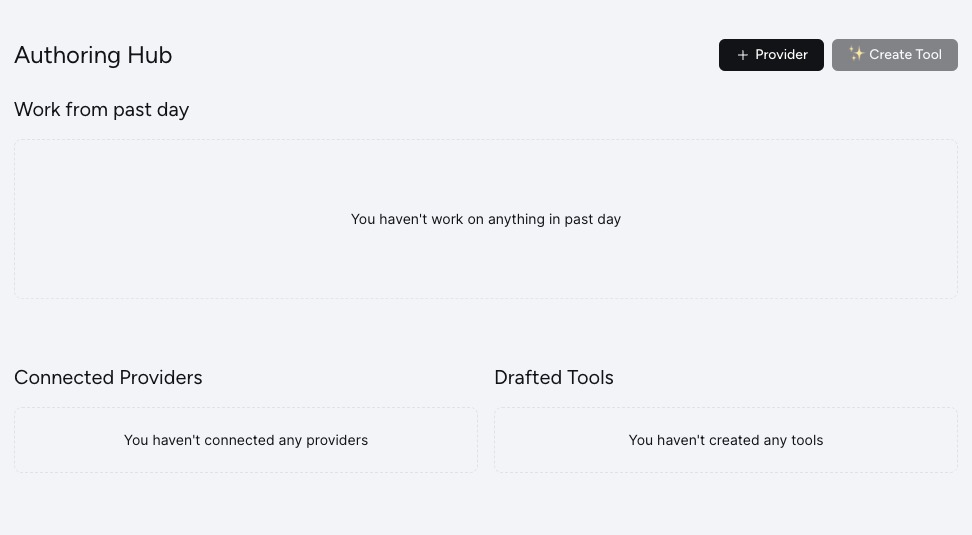 Authoring Hub
+ Provider
✨ Create Tool
Work from past day
You haven't work on anything in past day
Connected Providers
Drafted Tools
You haven't connected any providers
You haven't created any tools